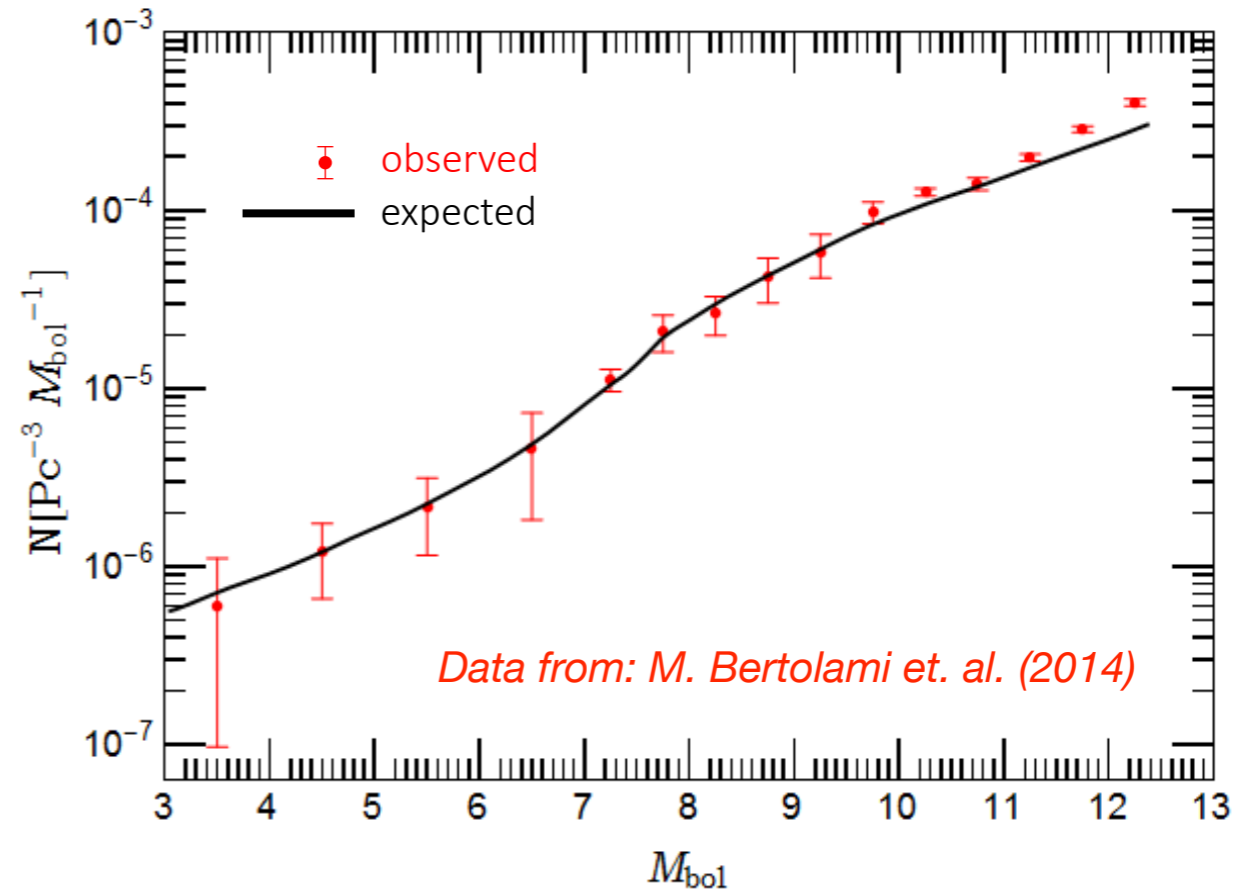 10⁻³
observed
expected
10⁻⁴
N[Pc⁻³ M_bol⁻¹]
10⁻⁵
10⁻⁶
Data from: M. Bertolami et. al. (2014)
10⁻⁷
3 4 5 6 7 8 9 10 11 12 13
M_bol